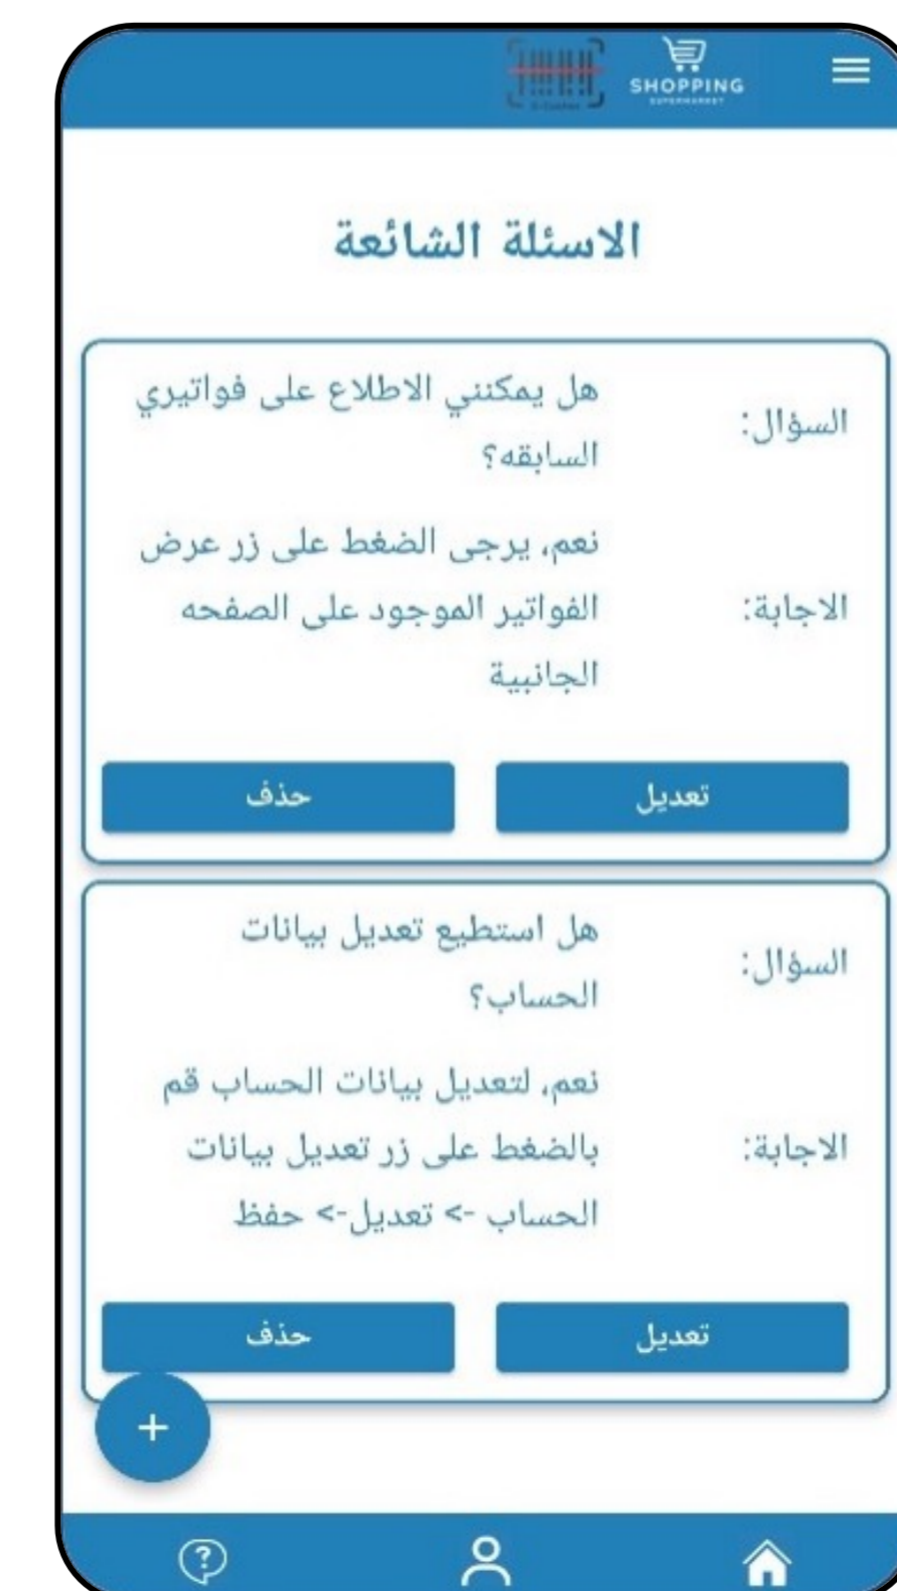 SHOPPING
SUPERMARKET
الاسئلة الشائعة
السؤال:
هل يمكنني الاطلاع على فواتيري
السابقه؟
الاجابة:
نعم، يرجى الضغط على زر عرض
الفواتير الموجود على الصفحه
الجانبية
تعديل
حذف
السؤال:
هل استطيع تعديل بيانات
الحساب؟
الاجابة:
نعم، لتعديل بيانات الحساب قم
بالضغط على زر تعديل بيانات
الحساب -> تعديل-> حفظ
تعديل
حذف
+
?